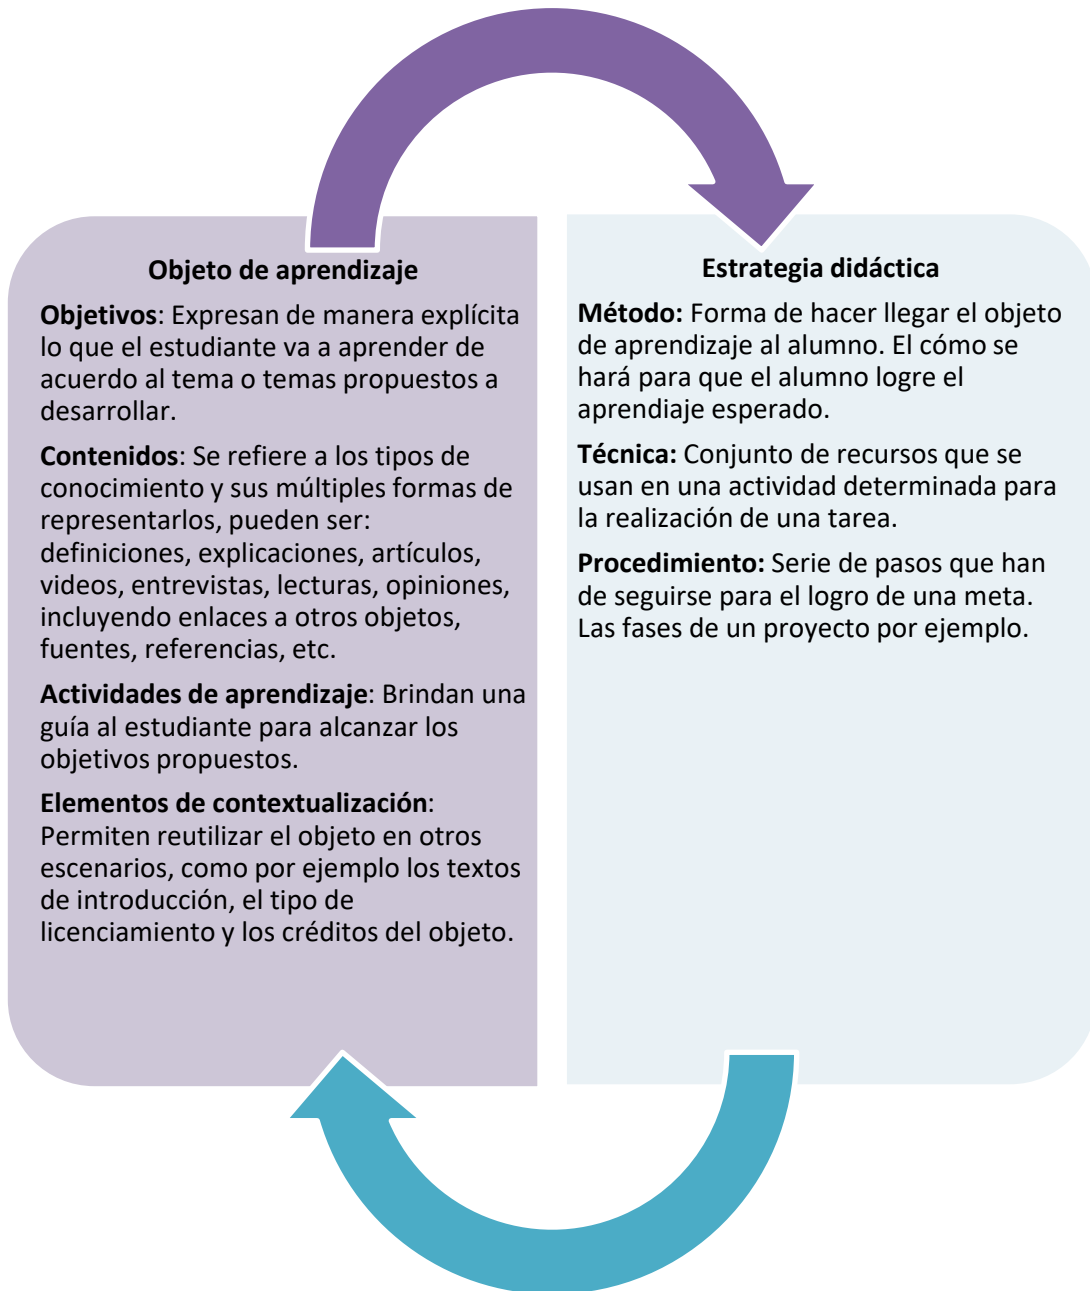 Objeto de aprendizaje
Objetivos: Expresan de manera explícita
lo que el estudiante va a aprender de
acuerdo al tema o temas propuestos a
desarrollar.
Contenidos: Se refiere a los tipos de
conocimiento y sus múltiples formas de
representarlos, pueden ser:
definiciones, explicaciones, artículos,
videos, entrevistas, lecturas, opiniones,
incluyendo enlaces a otros objetos,
fuentes, referencias, etc.
Actividades de aprendizaje: Brindan una
guía al estudiante para alcanzar los
objetivos propuestos.
Elementos de contextualización:
Permiten reutilizar el objeto en otros
escenarios, como por ejemplo los textos
de introducción, el tipo de
licenciamiento y los créditos del objeto.
Estrategia didáctica
Método: Forma de hacer llegar el objeto
de aprendizaje al alumno. El cómo se
hará para que el alumno logre el
aprendiaje esperado.
Técnica: Conjunto de recursos que se
usan en una actividad determinada para
la realización de una tarea.
Procedimiento: Serie de pasos que han
de seguirse para el logro de una meta.
Las fases de un proyecto por ejemplo.